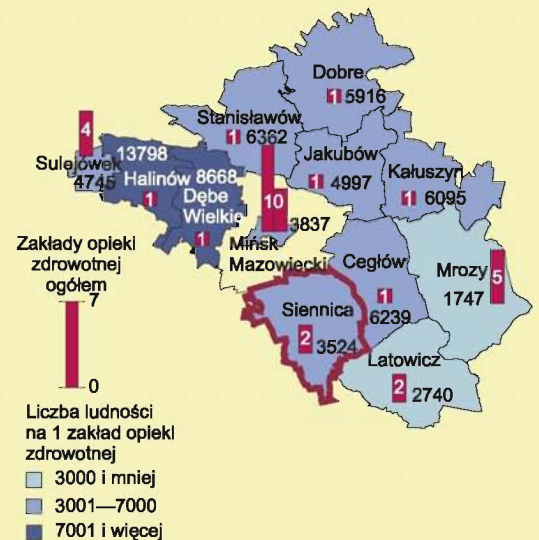 Dobre
1 5916
Stanisławów
1 6362
4
Sulejówek
4745
13798
Halinów
1
8668
Dębe
Wielkie
1
Jakubów
1 4997
Kałuszyn
1 6095
10
3837
Mińsk
Mazowiecki
Cegłów
1
6239
Mrozy
5
1747
Siennica
2 3524
Latowicz
2 2740
Zakłady opieki
zdrowotnej
ogółem
7
0
Liczba ludności
na 1 zakład opieki
zdrowotnej
3000 i mniej
3001—7000
7001 i więcej